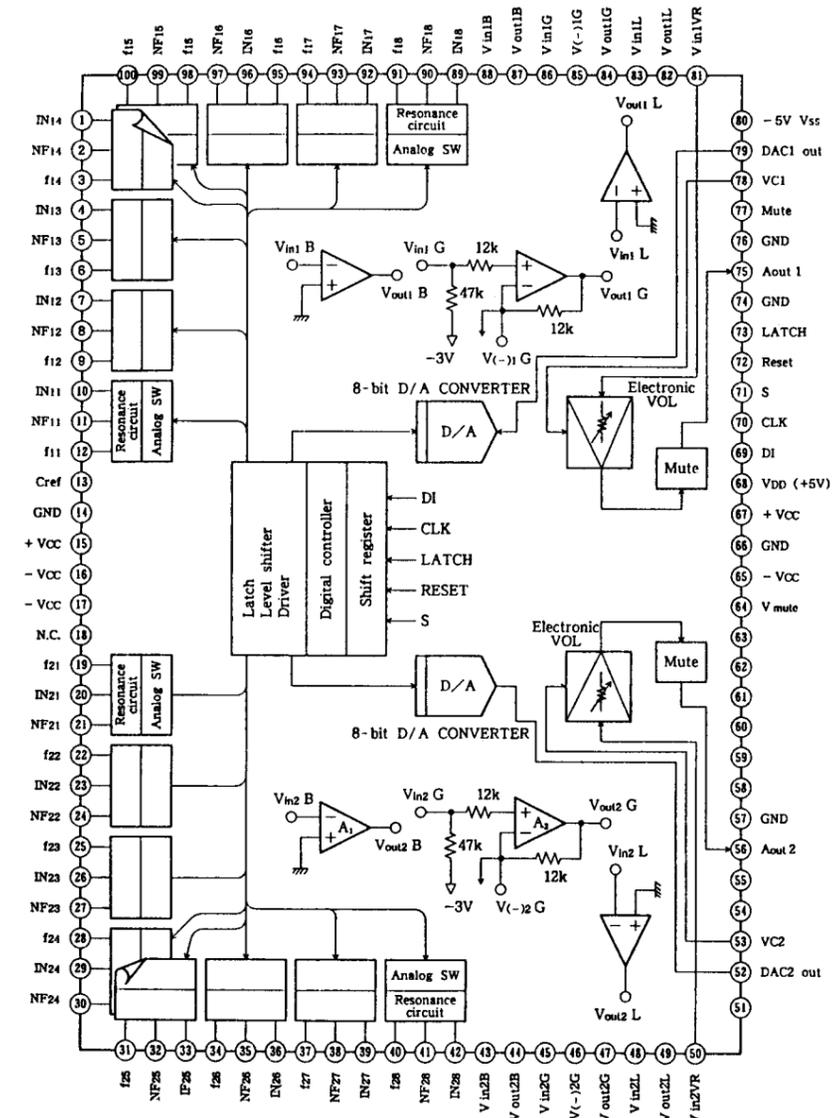 f15 NF15 f15 NF16 IN16 f16 f17 NF17 IN17 f18 NF18 IN18 Vin1B Vout1B Vin1G V(-)1G Vout1G Vin1L Vout1L Vin1VR
100 99 98 97 96 95 94 93 92 91 90 89 88 87 86 85 84 83 82 81
IN14 1
NF14 2
f14 3
IN13 4
NF13 5
f13 6
IN12 7
NF12 8
f12 9
IN11 10
NF11 11
f11 12
Cref 13
GND 14
+ VCC 15
- VCC 16
- VCC 17
N.C. 18
f21 19
IN21 20
NF21 21
f22 22
IN22 23
NF22 24
f23 25
IN23 26
NF23 27
f24 28
IN24 29
NF24 30
Resonance
circuit
Analog SW
Vout1 L
- +
Vin1 L
Vin1 B
- +
Vout1 B
Vin1 G
12k
47k
-3V
+ -
Vout1 G
12k
V(-)1 G
8-bit D/A CONVERTER
D/A
Electronic
VOL
Mute
Resonance
circuit
Analog SW
Latch
Level shifter
Driver
Digital controller
Shift register
DI
CLK
LATCH
RESET
S
Resonance
circuit
Analog SW
D/A
8-bit D/A CONVERTER
Electronic
VOL
Mute
Vin2 B
- +
A1
Vout2 B
Vin2 G
12k
47k
-3V
+ -
A2
Vout2 G
12k
V(-)2 G
Vin2 L
- +
Vout2 L
Analog SW
Resonance
circuit
80 - 5V Vss
79 DAC1 out
78 VC1
77 Mute
76 GND
75 Aout 1
74 GND
73 LATCH
72 Reset
71 S
70 CLK
69 DI
68 VDD (+5V)
67 + VCC
66 GND
65 - VCC
64 V mute
63
62
61
60
59
58
57 GND
56 Aout 2
55
54
53 VC2
52 DAC2 out
51
31 32 33 34 35 36 37 38 39 40 41 42 43 44 45 46 47 48 49 50
f25 NF25 IF25 f26 NF26 IN26 f27 NF27 IN27 f28 NF28 IN28 Vin2B Vout2B Vin2G V(-)2G Vout2G Vin2L Vout2L Vin2VR